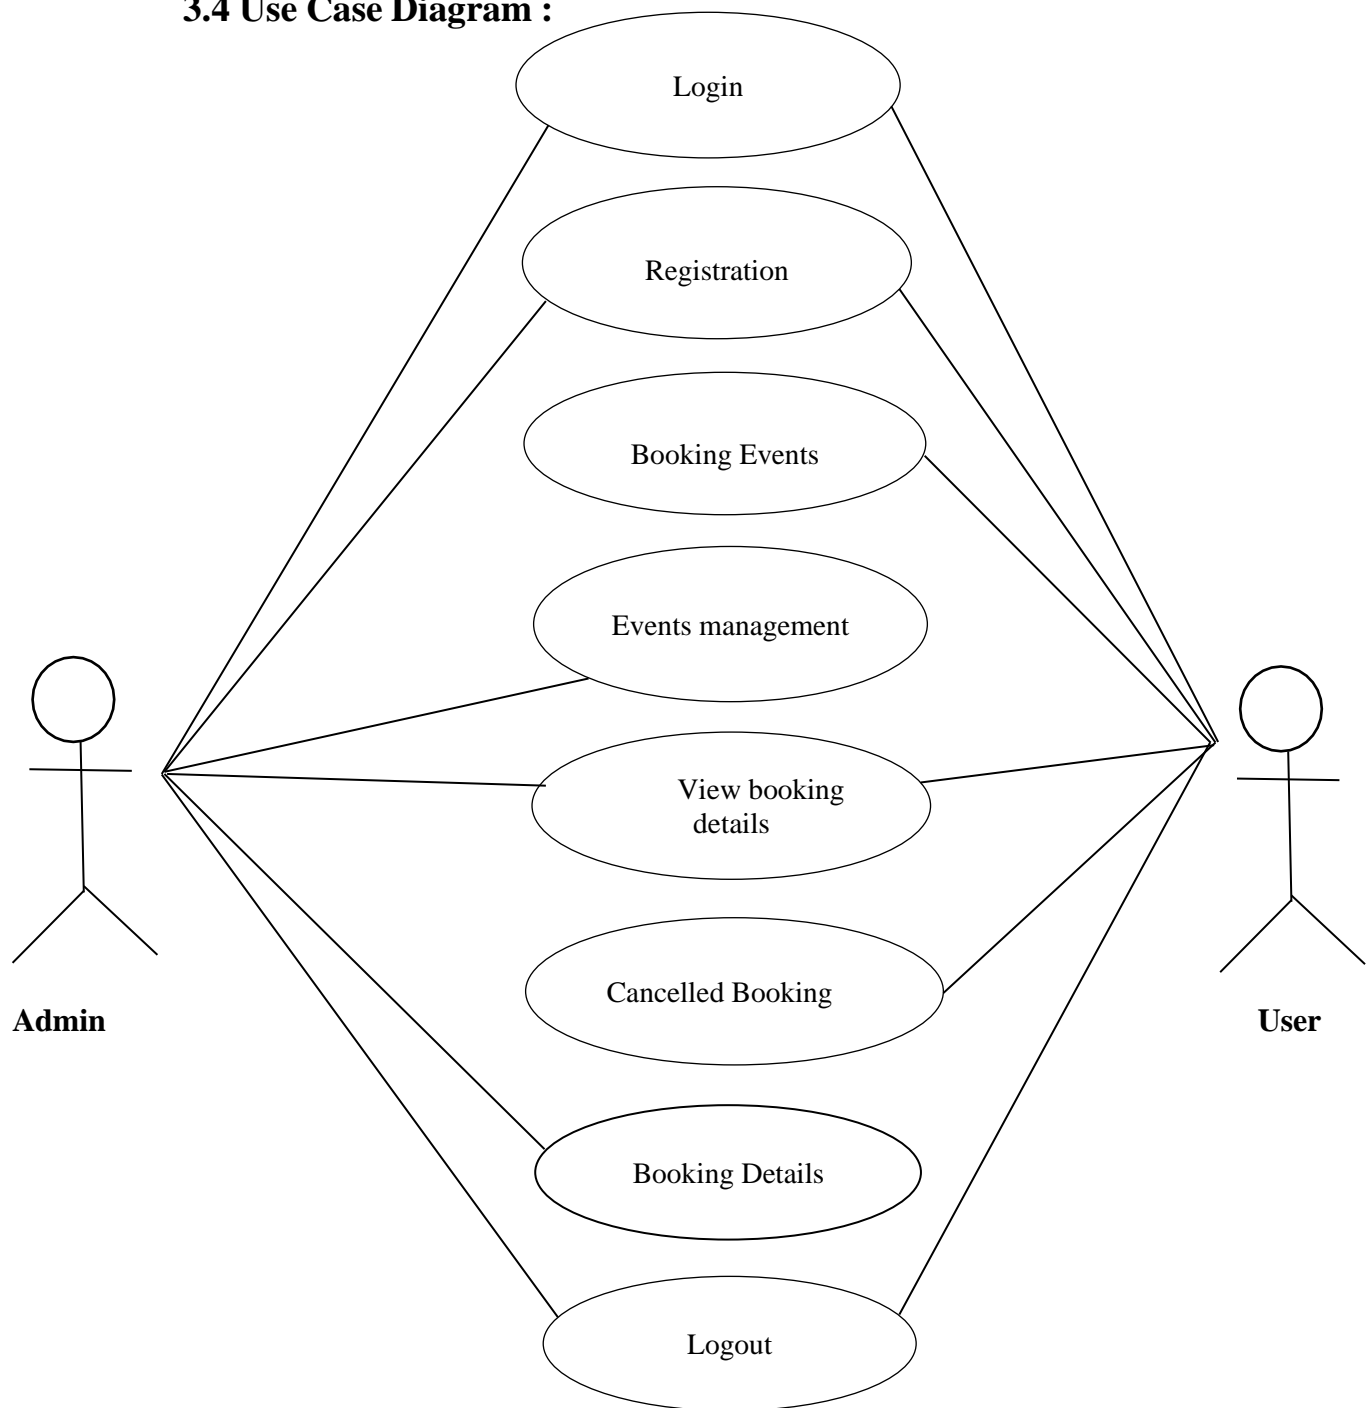 3.4 Use Case Diagram :
Login
Registration
Booking Events
Events management
View booking
details
Cancelled Booking
Admin
User
Booking Details
Logout